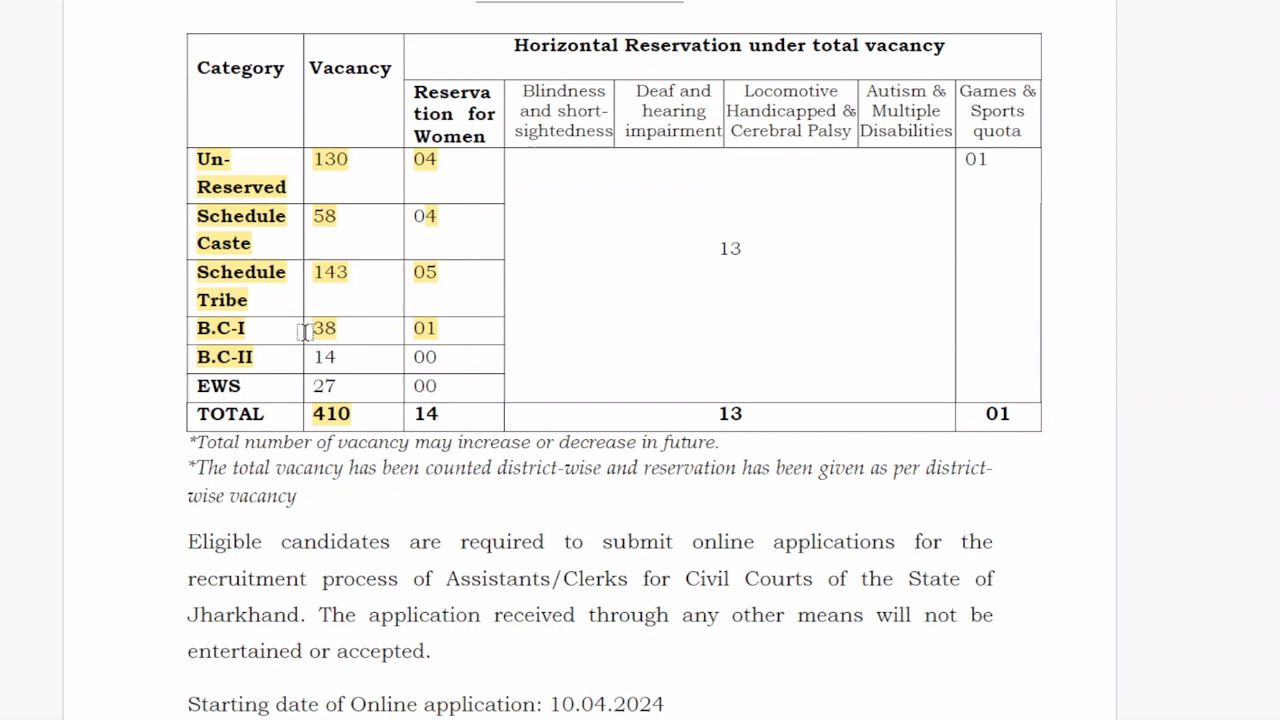 Category Vacancy Horizontal Reservation under total vacancy
Reserva
tion for
Women
Blindness
and short-
sightedness
Deaf and
hearing
impairment
Locomotive
Handicapped &
Cerebral Palsy
Autism &
Multiple
Disabilities
Games &
Sports
quota
Un-
Reserved
130 04 01
Schedule
Caste
58 04
13
Schedule
Tribe
143 05
B.C-I 38 01
B.C-II 14 00
EWS 27 00
TOTAL 410 14 13 01
*Total number of vacancy may increase or decrease in future.
*The total vacancy has been counted district-wise and reservation has been given as per district-
wise vacancy
Eligible candidates are required to submit online applications for the
recruitment process of Assistants/Clerks for Civil Courts of the State of
Jharkhand. The application received through any other means will not be
entertained or accepted.
Starting date of Online application: 10.04.2024